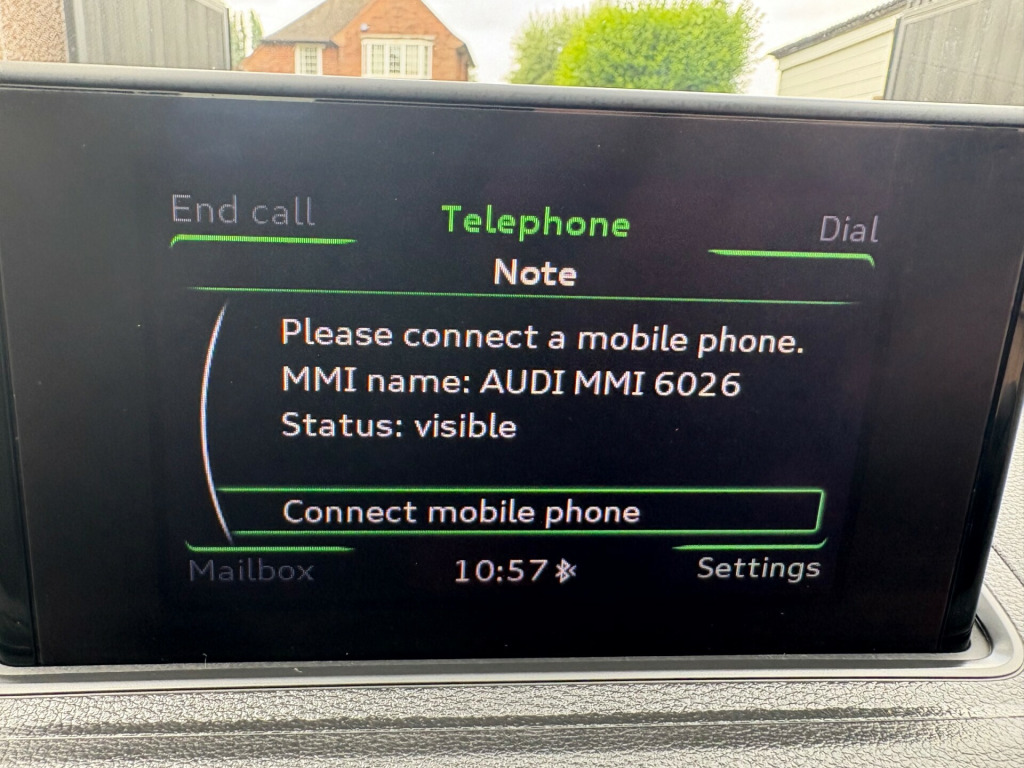 End call
Telephone
Dial
Note
Please connect a mobile phone.
MMI name: AUDI MMI 6026
Status: visible
Connect mobile phone
Mailbox
10:57
Settings